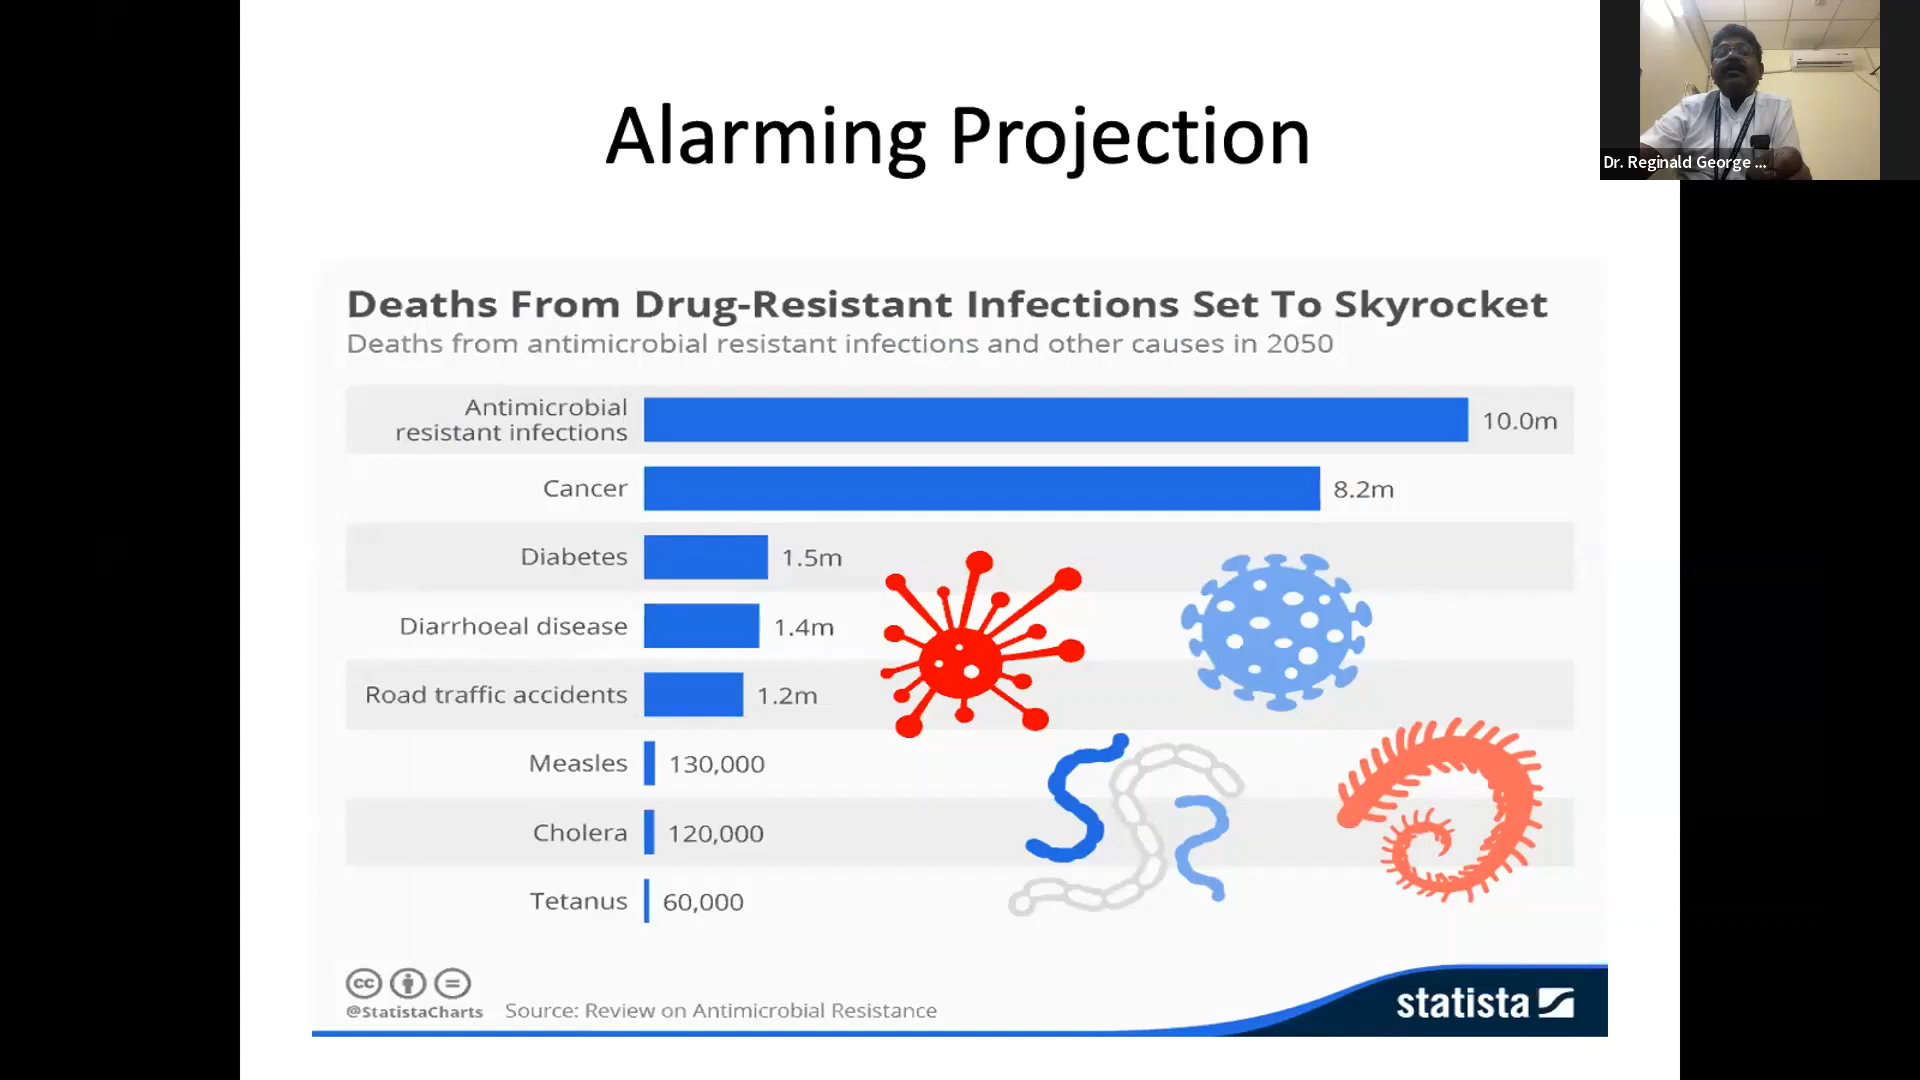 Alarming Projection
Dr. Reginald George ...
Deaths From Drug-Resistant Infections Set To Skyrocket
Deaths from antimicrobial resistant infections and other causes in 2050
Antimicrobial
resistant infections
10.0m
Cancer 8.2m
Diabetes 1.5m
Diarrhoeal disease 1.4m
Road traffic accidents 1.2m
Measles 130,000
Cholera 120,000
Tetanus 60,000
cc
@StatistaCharts Source: Review on Antimicrobial Resistance
statista